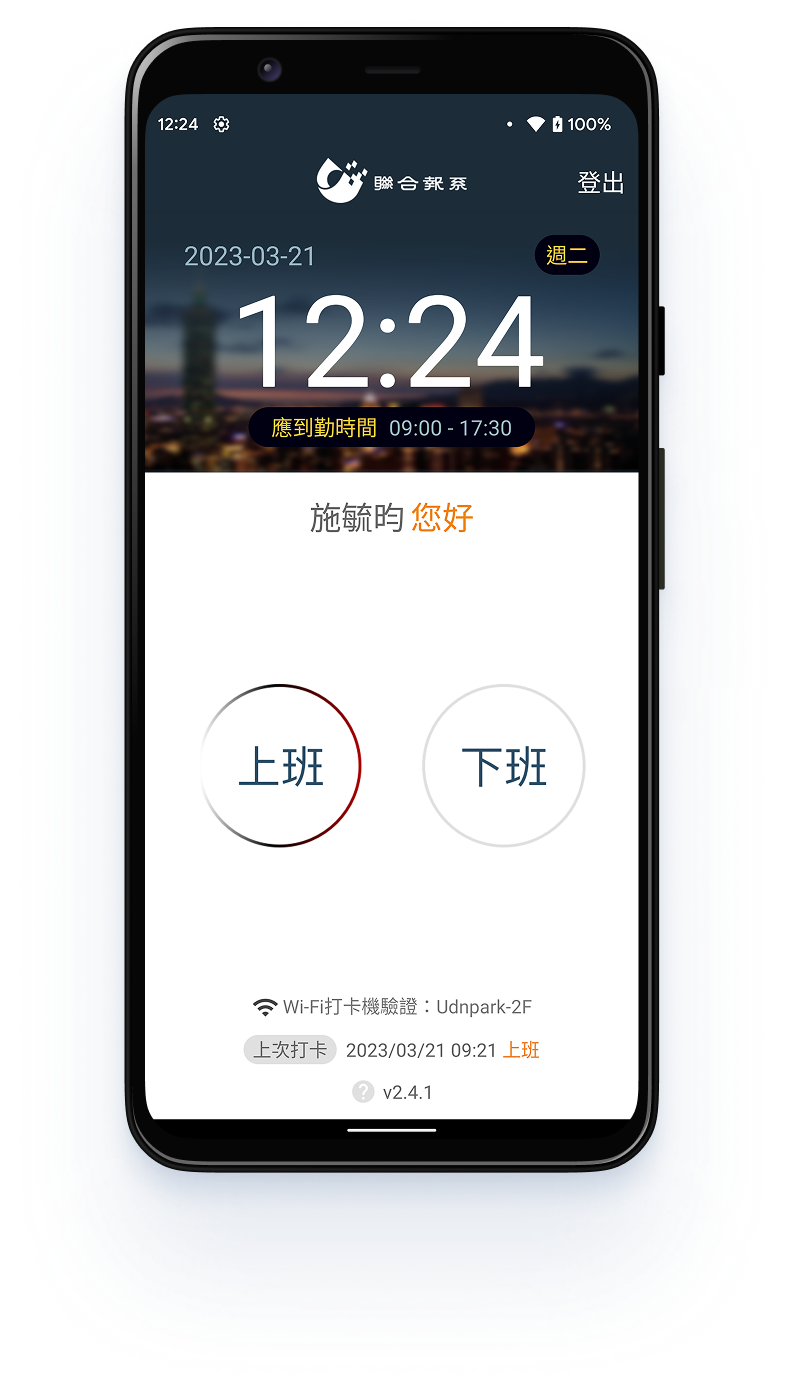 12:24 100%
聯合報系 登出
2023-03-21 週二
12:24
應到勤時間 09:00 - 17:30
施毓昀 您好
上班 下班
Wi-Fi打卡機驗證：Udnpark-2F
上次打卡 2023/03/21 09:21 上班
? v2.4.1